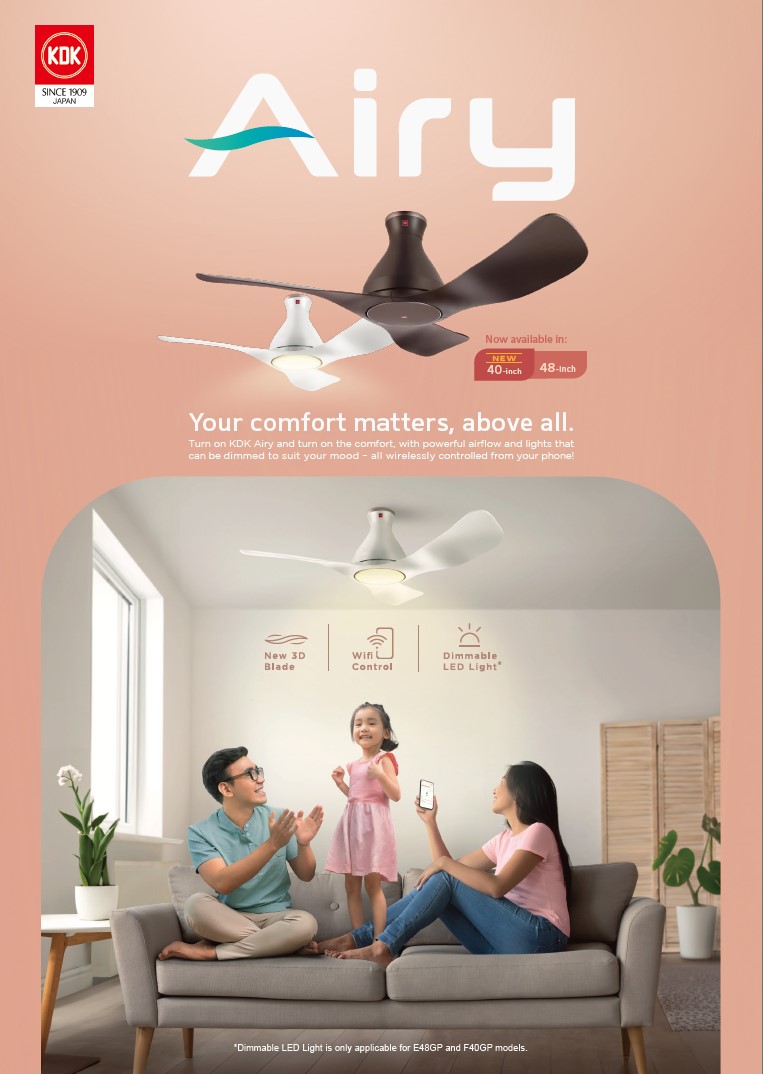 KDK
SINCE 1909
JAPAN
Airy
Now available in:
NEW
40-inch
48-inch
Your comfort matters, above all.
Turn on KDK Airy and turn on the comfort, with powerful airflow and lights that
can be dimmed to suit your mood – all wirelessly controlled from your phone!
New 3D
Blade
Wifi
Control
Dimmable
LED Light*
*Dimmable LED Light is only applicable for E48GP and F40GP models.